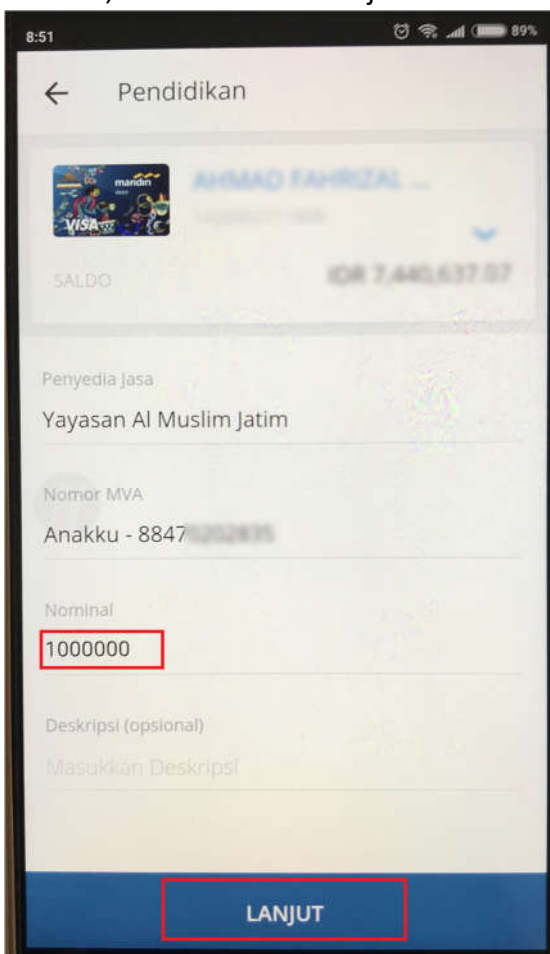 8:51
89%
Pendidikan
mandiri
VISA
SALDO
Penyedia Jasa
Yayasan Al Muslim Jatim
Nomor MVA
Anakku - 8847
Nominal
1000000
Deskripsi (opsional)
Masukkan Deskripsi
LANJUT